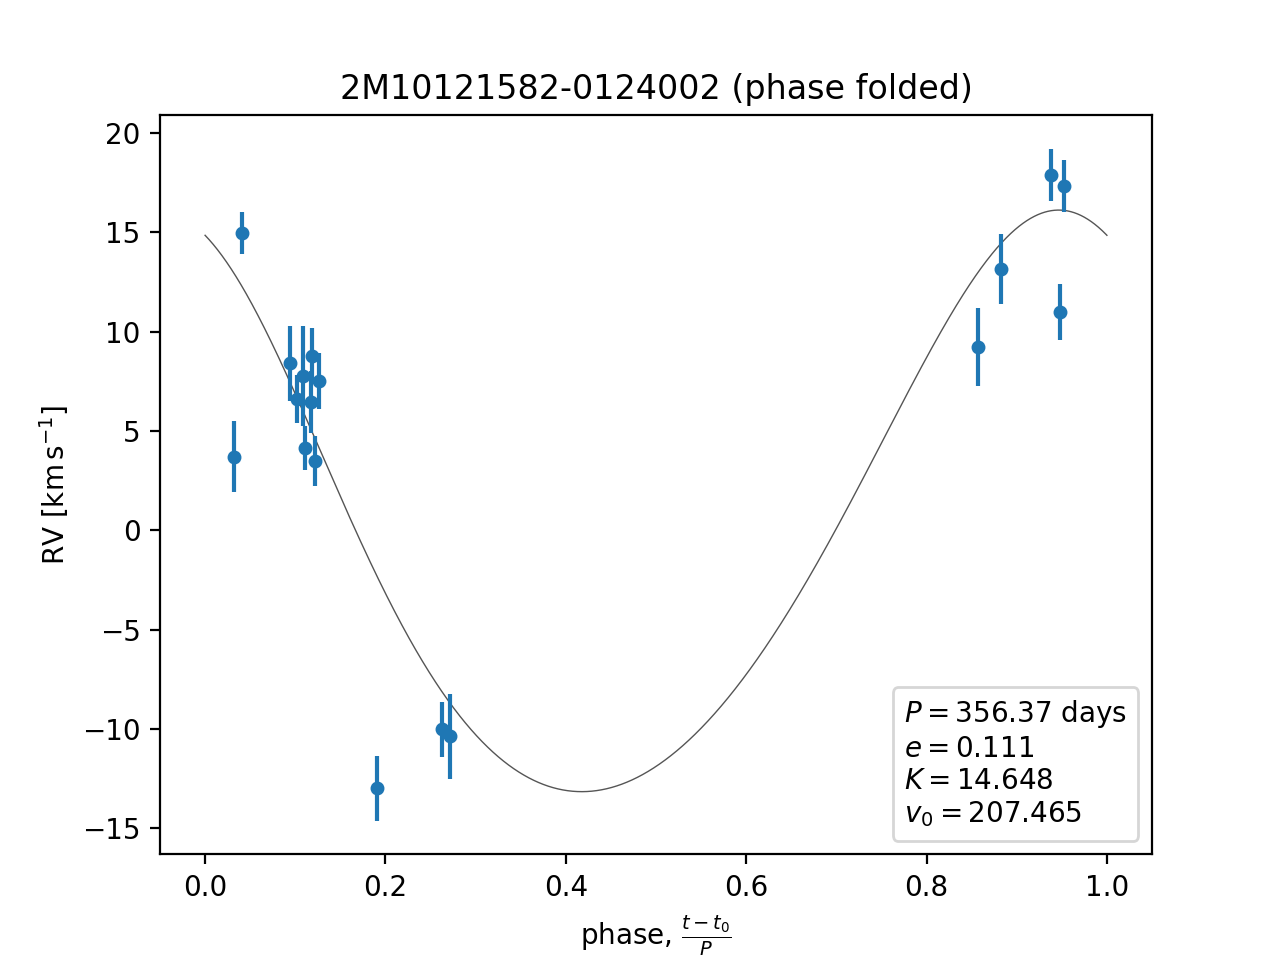 2M10121582-0124002 (phase folded)
RV [km s⁻¹]
20
15
10
5
0
−5
−10
−15
P = 356.37 days
e = 0.111
K = 14.648
v₀ = 207.465
0.0 0.2 0.4 0.6 0.8 1.0
phase, (t − t₀)/P